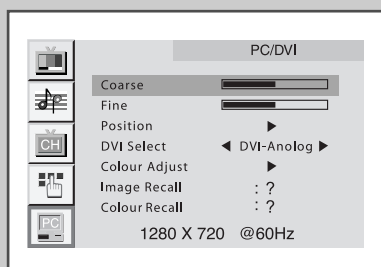 PC/DVI
Coarse
Fine
Position
DVI Select ◀ DVI-Anolog ▶
Colour Adjust
Image Recall : ?
Colour Recall : ?
CH
PC
1280 X 720 @60Hz